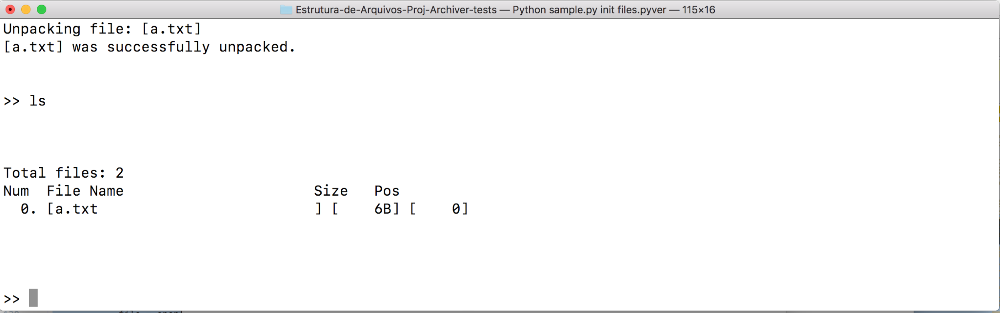 Estrutura-de-Arquivos-Proj-Archiver-tests — Python sample.py init files.pyver — 115×16
Unpacking file: [a.txt]
[a.txt] was successfully unpacked.
>> ls
Total files: 2
Num  File Name                      Size   Pos
  0. [a.txt                         ] [    6B] [    0]
>>